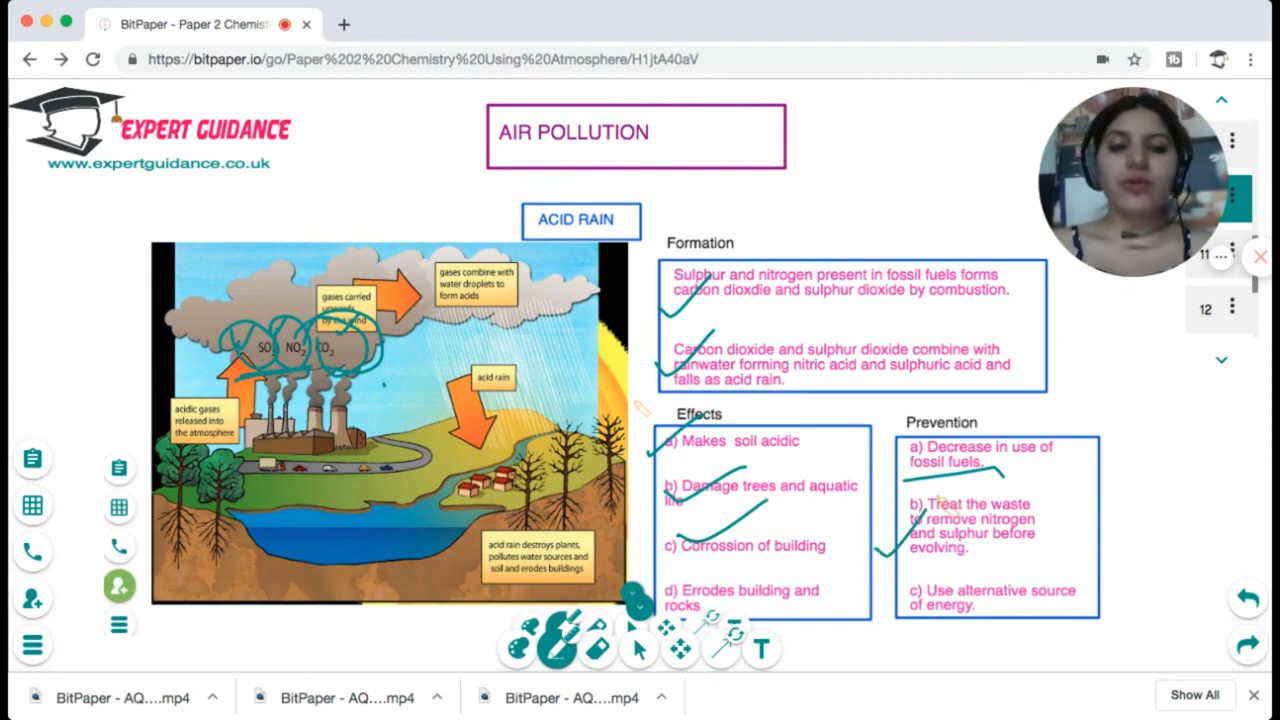 BitPaper - Paper 2 Chemist
https://bitpaper.io/go/Paper%202%20Chemistry%20Using%20Atmosphere/H1jtA40aV
EXPERT GUIDANCE
www.expertguidance.co.uk
AIR POLLUTION
ACID RAIN
gases combine with
water droplets to
form acids
gases carried
upwards
by the wind
SO2 NO2 CO2
acid rain
acidic gases
released into
the atmosphere
acid rain destroys plants,
pollutes water sources and
soil and erodes buildings
Formation
Sulphur and nitrogen present in fossil fuels forms
carbon dioxdie and sulphur dioxide by combustion.
Carbon dioxide and sulphur dioxide combine with
rainwater forming nitric acid and sulphuric acid and
falls as acid rain.
Effects
a) Makes soil acidic
b) Damage trees and aquatic
life
c) Corrossion of building
d) Errodes building and
rocks
Prevention
a) Decrease in use of
fossil fuels.
b) Treat the waste
to remove nitrogen
and sulphur before
evolving.
c) Use alternative source
of energy.
11
12
T
BitPaper - AQ....mp4
BitPaper - AQ....mp4
BitPaper - AQ....mp4
Show All